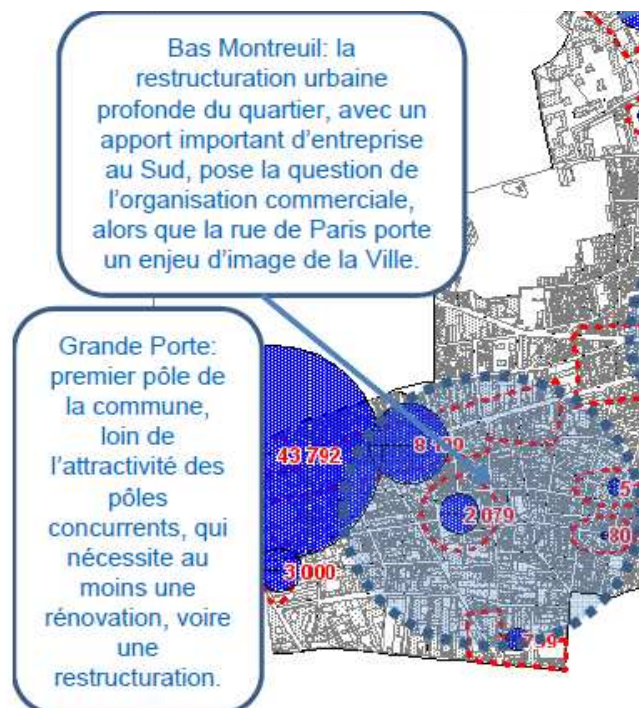 Bas Montreuil: la
restructuration urbaine
profonde du quartier, avec un
apport important d'entreprise
au Sud, pose la question de
l'organisation commerciale,
alors que la rue de Paris porte
un enjeu d'image de la Ville.
Grande Porte:
premier pôle de
la commune,
loin de
l'attractivité des
pôles
concurrents, qui
nécessite au
moins une
rénovation, voire
une
restructuration.
43 792
2 079
3 000